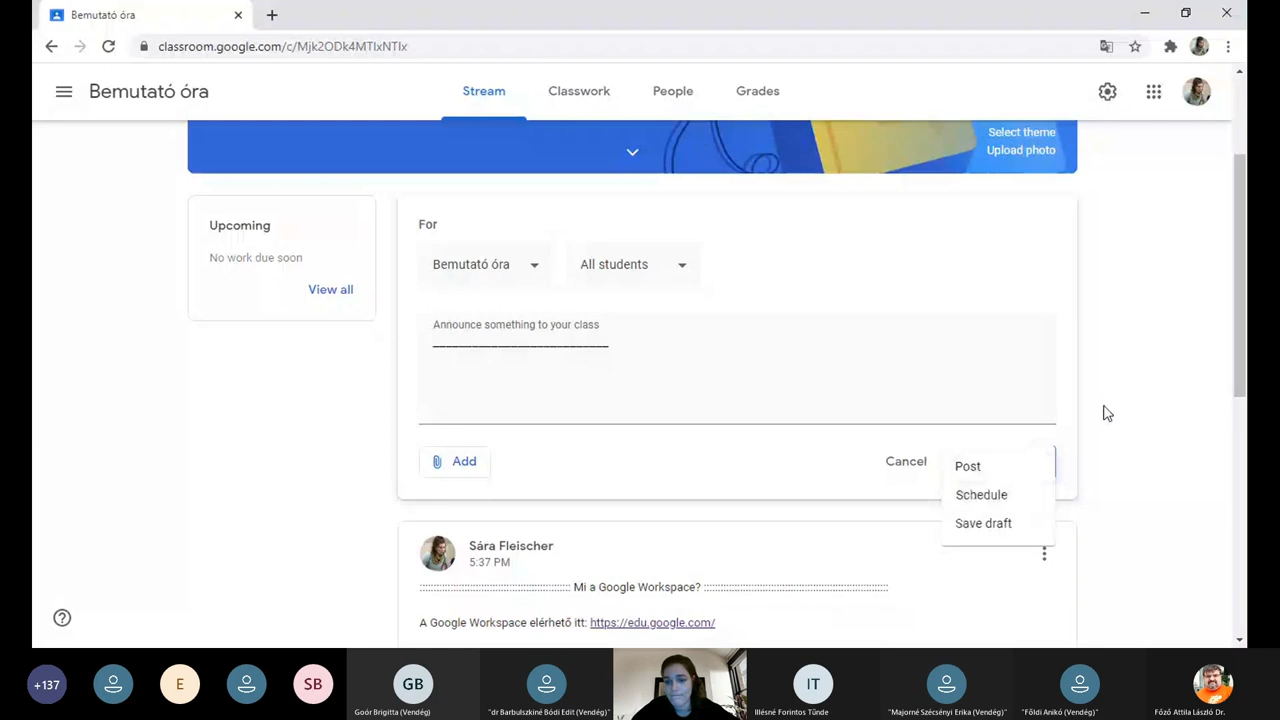 Bemutató óra
classroom.google.com/c/Mjk2ODk4MTIxNTIx
Bemutató óra
Stream
Classwork
People
Grades
Select theme
Upload photo
Upcoming
No work due soon
View all
For
Bemutató óra
All students
Announce something to your class
___________________________
Add
Cancel
Post
Schedule
Save draft
Sára Fleischer
5:37 PM
:::::::::::::::::::::::::::::::::::::::::::::::::: Mi a Google Workspace? ::::::::::::::::::::::::::::::::::::::::::::::::::::::::::::
A Google Workspace elérhető itt: https://edu.google.com/
+137
E
SB
GB
IT
Goór Brigitta (Vendég)
"dr Barbulszkiné Bódi Edit (Vendég)"
Illésné Forintos Tünde
"Majorné Szécsényi Erika (Vendég)"
"Földi Anikó (Vendég)"
Főző Attila László Dr.